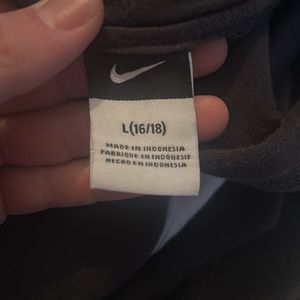 L(16/18)
MADE IN INDONESIA
FABRIQUE EN INDONESIE
HECHO EN INDONESIA